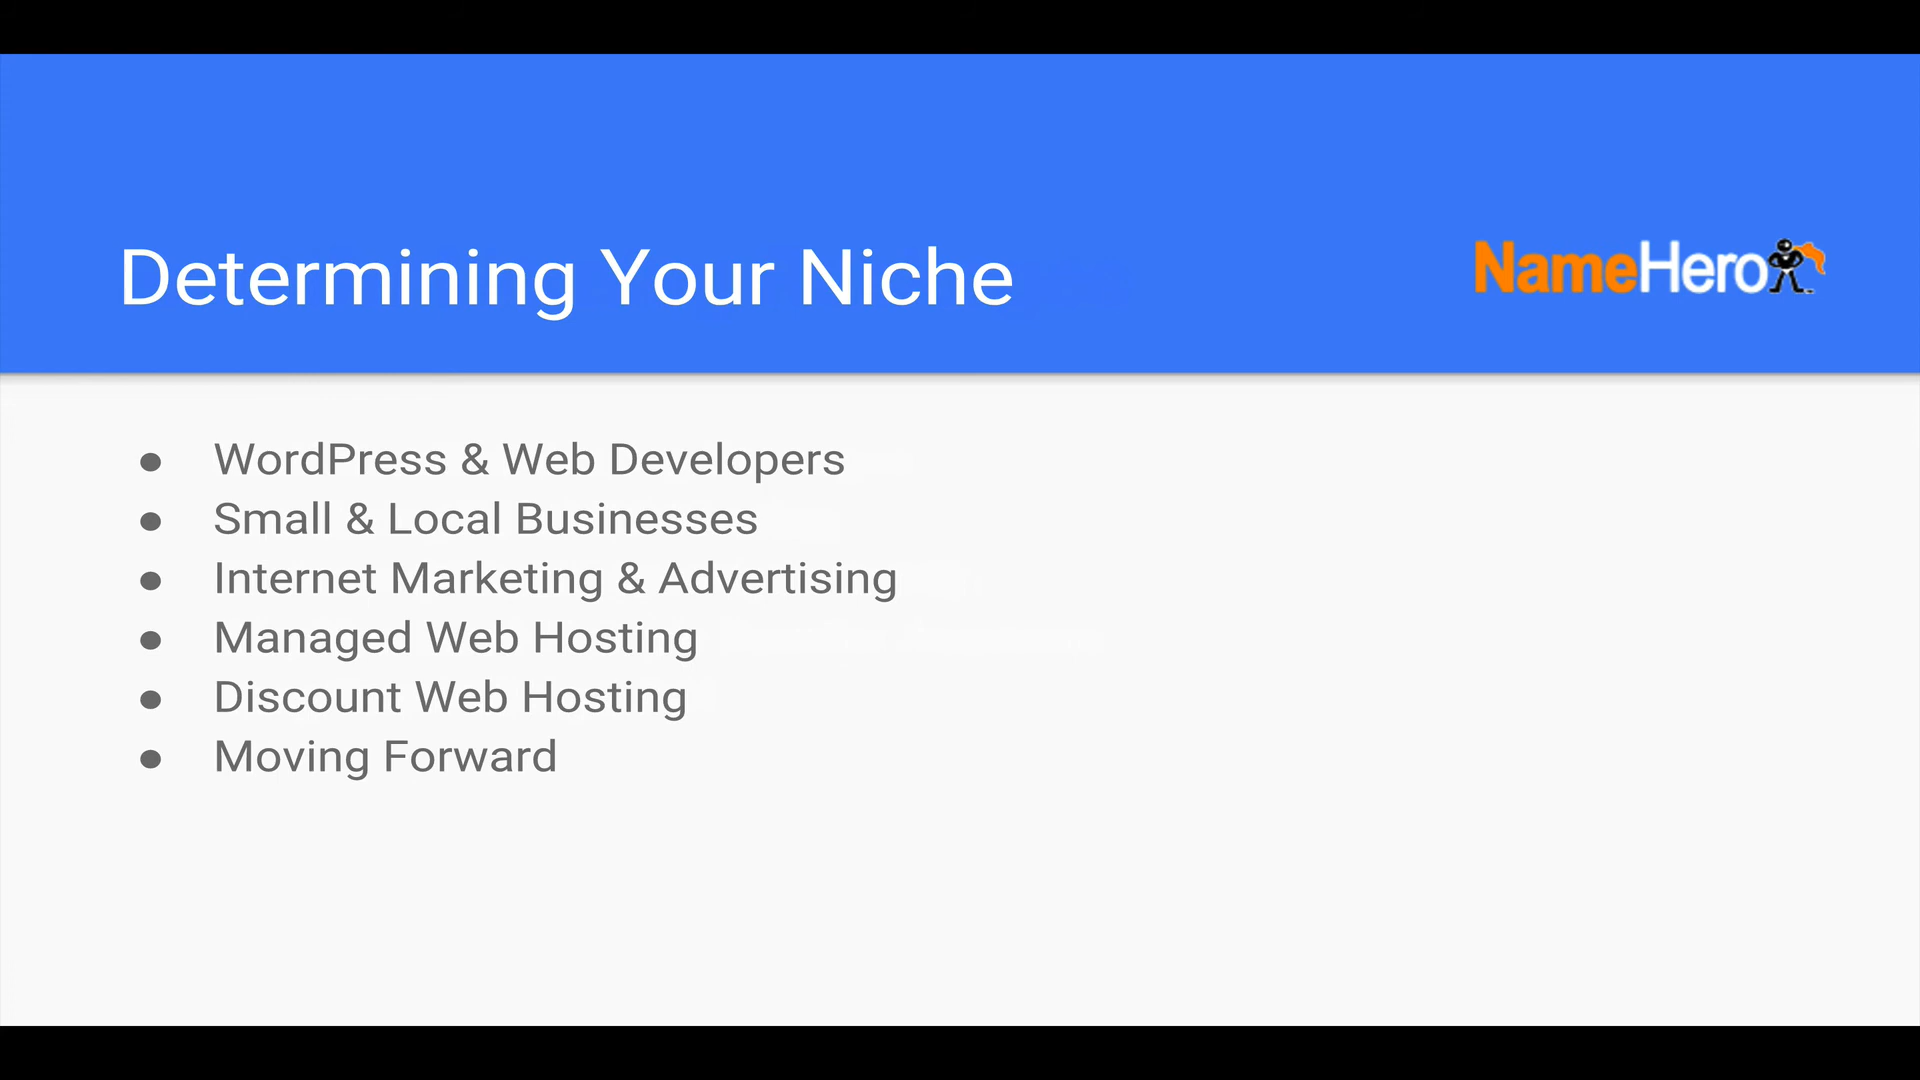 Determining Your Niche
NameHero
● WordPress & Web Developers
● Small & Local Businesses
● Internet Marketing & Advertising
● Managed Web Hosting
● Discount Web Hosting
● Moving Forward